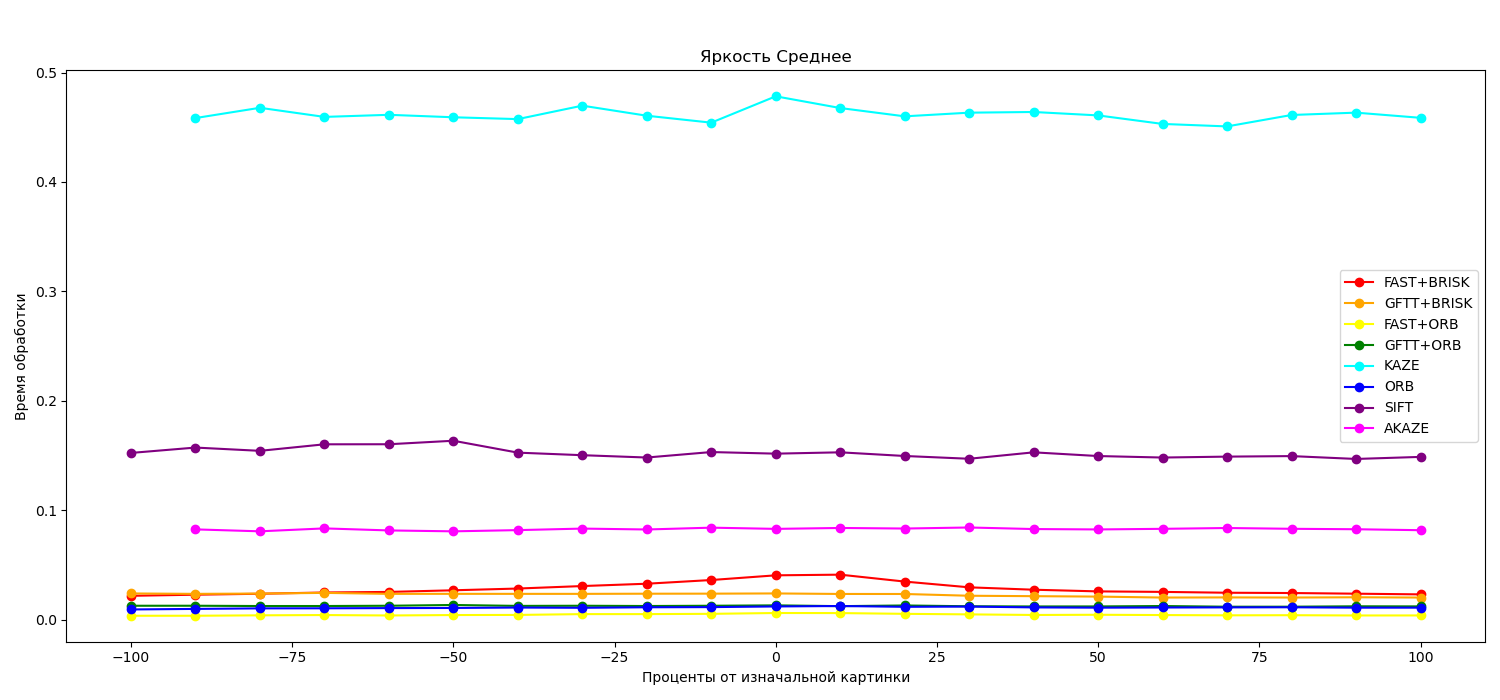 Яркость Среднее
0.5
0.4
0.3
0.2
0.1
0.0
Время обработки
FAST+BRISK
GFTT+BRISK
FAST+ORB
GFTT+ORB
KAZE
ORB
SIFT
AKAZE
−100 −75 −50 −25 0 25 50 75 100
Проценты от изначальной картинки